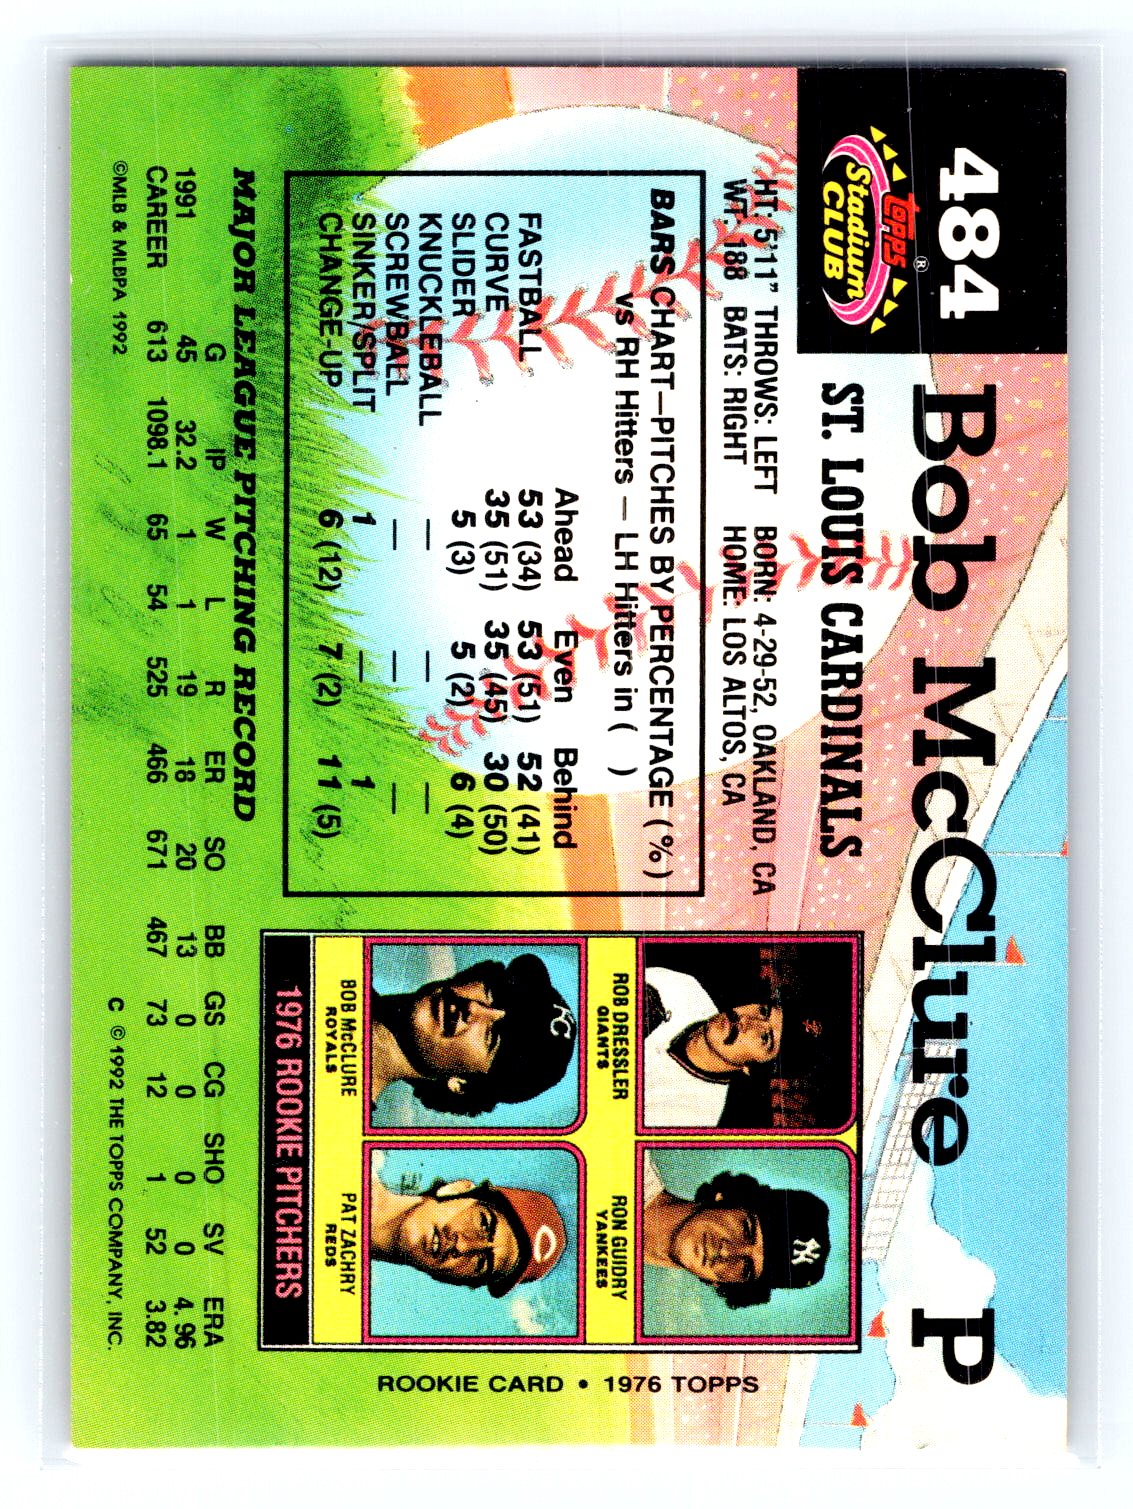 484
Topps®
Stadium
CLUB
Bob McClure P
ST. LOUIS CARDINALS
HT: 5'11" THROWS: LEFT BORN: 4-29-52, OAKLAND, CA
WT: 188 BATS: RIGHT HOME: LOS ALTOS, CA
BARS CHART—PITCHES BY PERCENTAGE (%)
vs RH Hitters — LH Hitters in ( )
Ahead Even Behind
FASTBALL 53 (34) 53 (51) 52 (41)
CURVE 35 (51) 35 (45) 30 (50)
SLIDER 5 (3) 5 (2) 6 (4)
KNUCKLEBALL — — —
SCREWBALL — — —
SINKER/SPLIT 1 — 1
CHANGE-UP 6 (12) 7 (2) 11 (5)
ROB DRESSLER
GIANTS
RON GUIDRY
YANKEES
BOB McCLURE
ROYALS
PAT ZACHRY
REDS
1976 ROOKIE PITCHERS
ROOKIE CARD • 1976 TOPPS
MAJOR LEAGUE PITCHING RECORD
G IP W L R ER SO BB GS CG SHO SV ERA
1991 45 32.2 1 1 19 18 20 13 0 0 0 0 4.96
CAREER 613 1098.1 65 54 525 466 671 467 73 12 1 52 3.82
©MLB & MLBPA 1992 C ©1992 THE TOPPS COMPANY, INC.